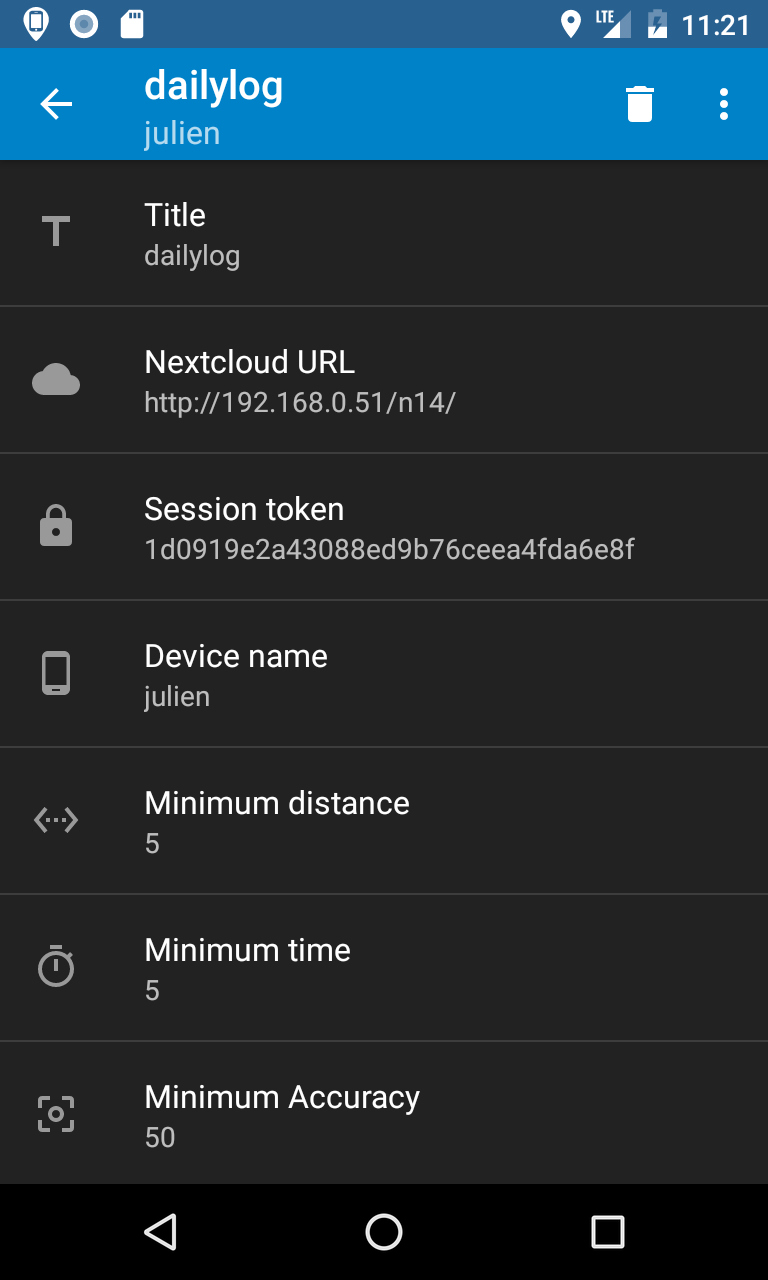 LTE 11:21
dailylog
julien
Title
dailylog
Nextcloud URL
http://192.168.0.51/n14/
Session token
1d0919e2a43088ed9b76ceea4fda6e8f
Device name
julien
Minimum distance
5
Minimum time
5
Minimum Accuracy
50